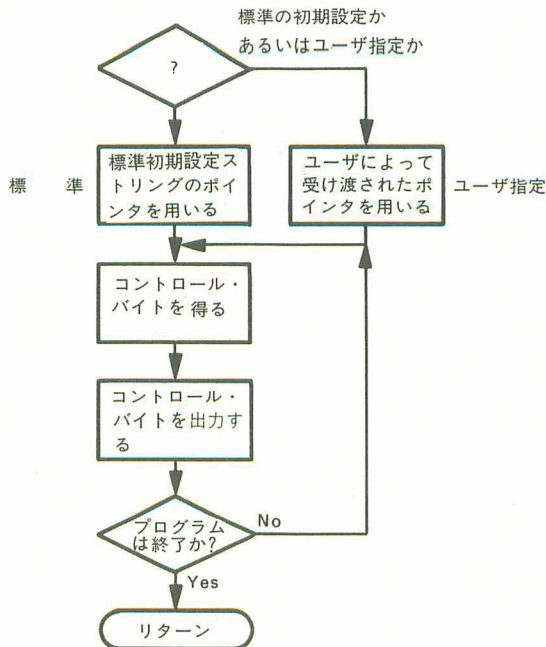 標準の初期設定か
あるいはユーザ指定か
?
標準
標準初期設定ス
トリングのポイ
ンタを用いる
ユーザによって
受け渡されたポ
インタを用いる
ユーザ指定
コントロール・
バイトを得る
コントロール・
バイトを出力す
る
プログラム
は終了か?
No
Yes
リターン